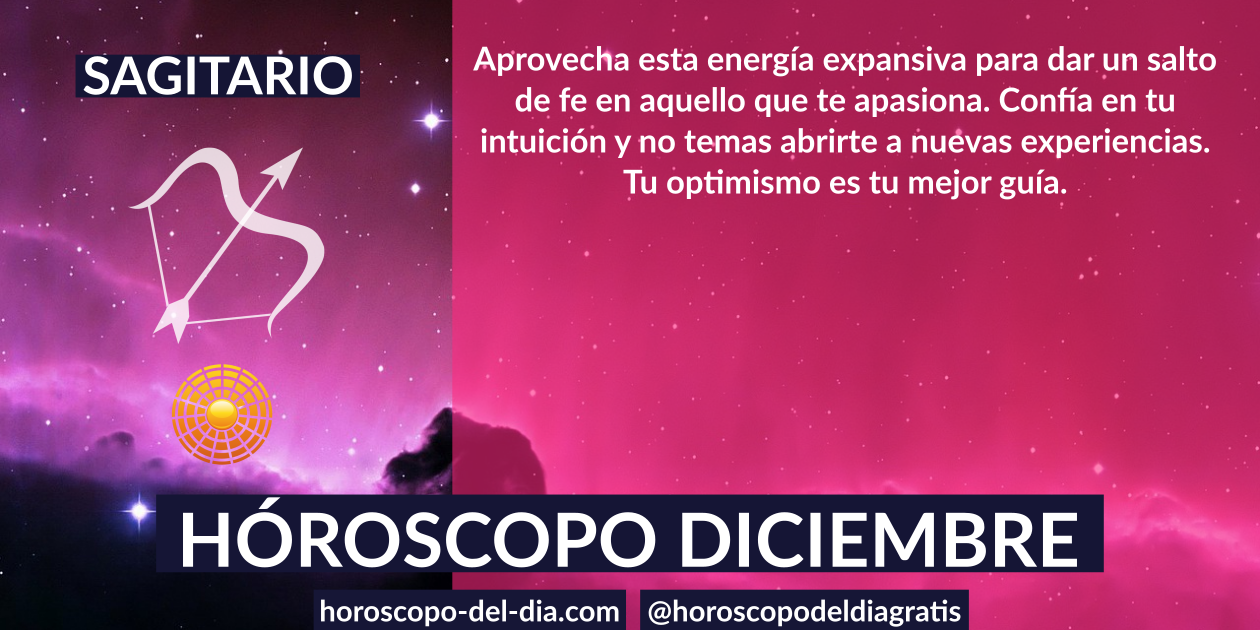 SAGITARIO
Aprovecha esta energía expansiva para dar un salto
de fe en aquello que te apasiona. Confía en tu
intuición y no temas abrirte a nuevas experiencias.
Tu optimismo es tu mejor guía.
HÓROSCOPO DICIEMBRE
horoscopo-del-dia.com
@horoscopodeldiagratis